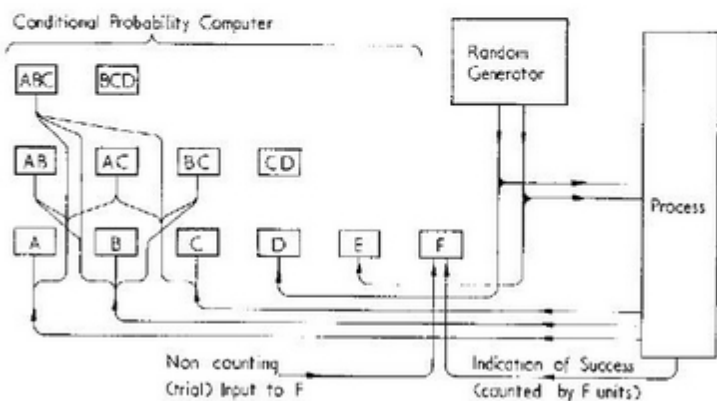 Conditional Probability Computer
Random
Generator
ABC BCD
AB AC BC CD
Process
A B C D E F
Non counting
(trial) Input to F
Indication of Success
(counted by F units)